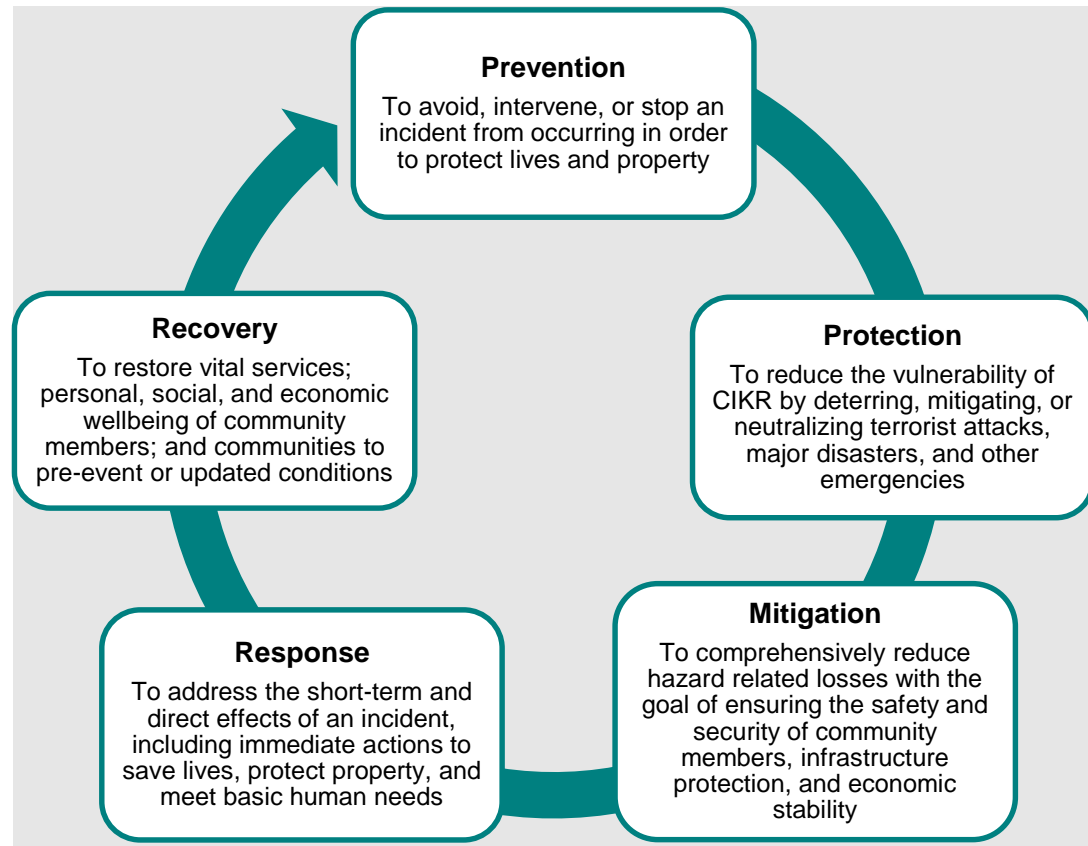 Prevention
To avoid, intervene, or stop an
incident from occurring in order
to protect lives and property
Protection
To reduce the vulnerability of
CIKR by deterring, mitigating, or
neutralizing terrorist attacks,
major disasters, and other
emergencies
Mitigation
To comprehensively reduce
hazard related losses with the
goal of ensuring the safety and
security of community
members, infrastructure
protection, and economic
stability
Response
To address the short-term and
direct effects of an incident,
including immediate actions to
save lives, protect property, and
meet basic human needs
Recovery
To restore vital services;
personal, social, and economic
wellbeing of community
members; and communities to
pre-event or updated conditions